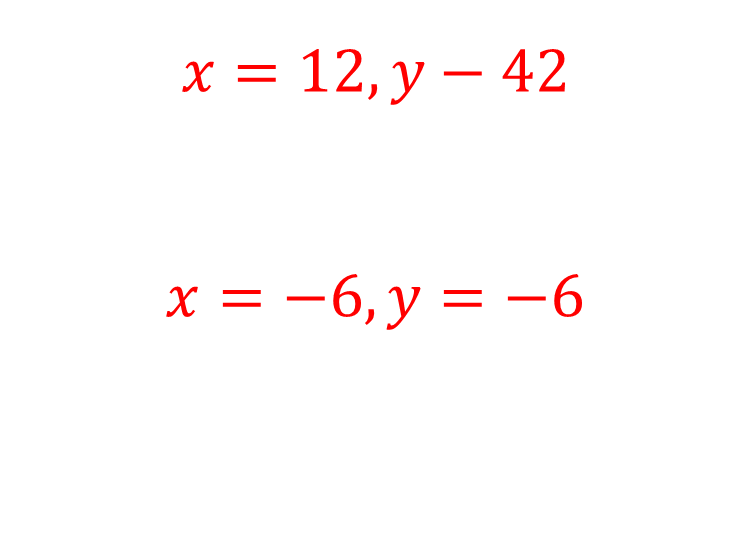 x = 12, y − 42
x = −6, y = −6